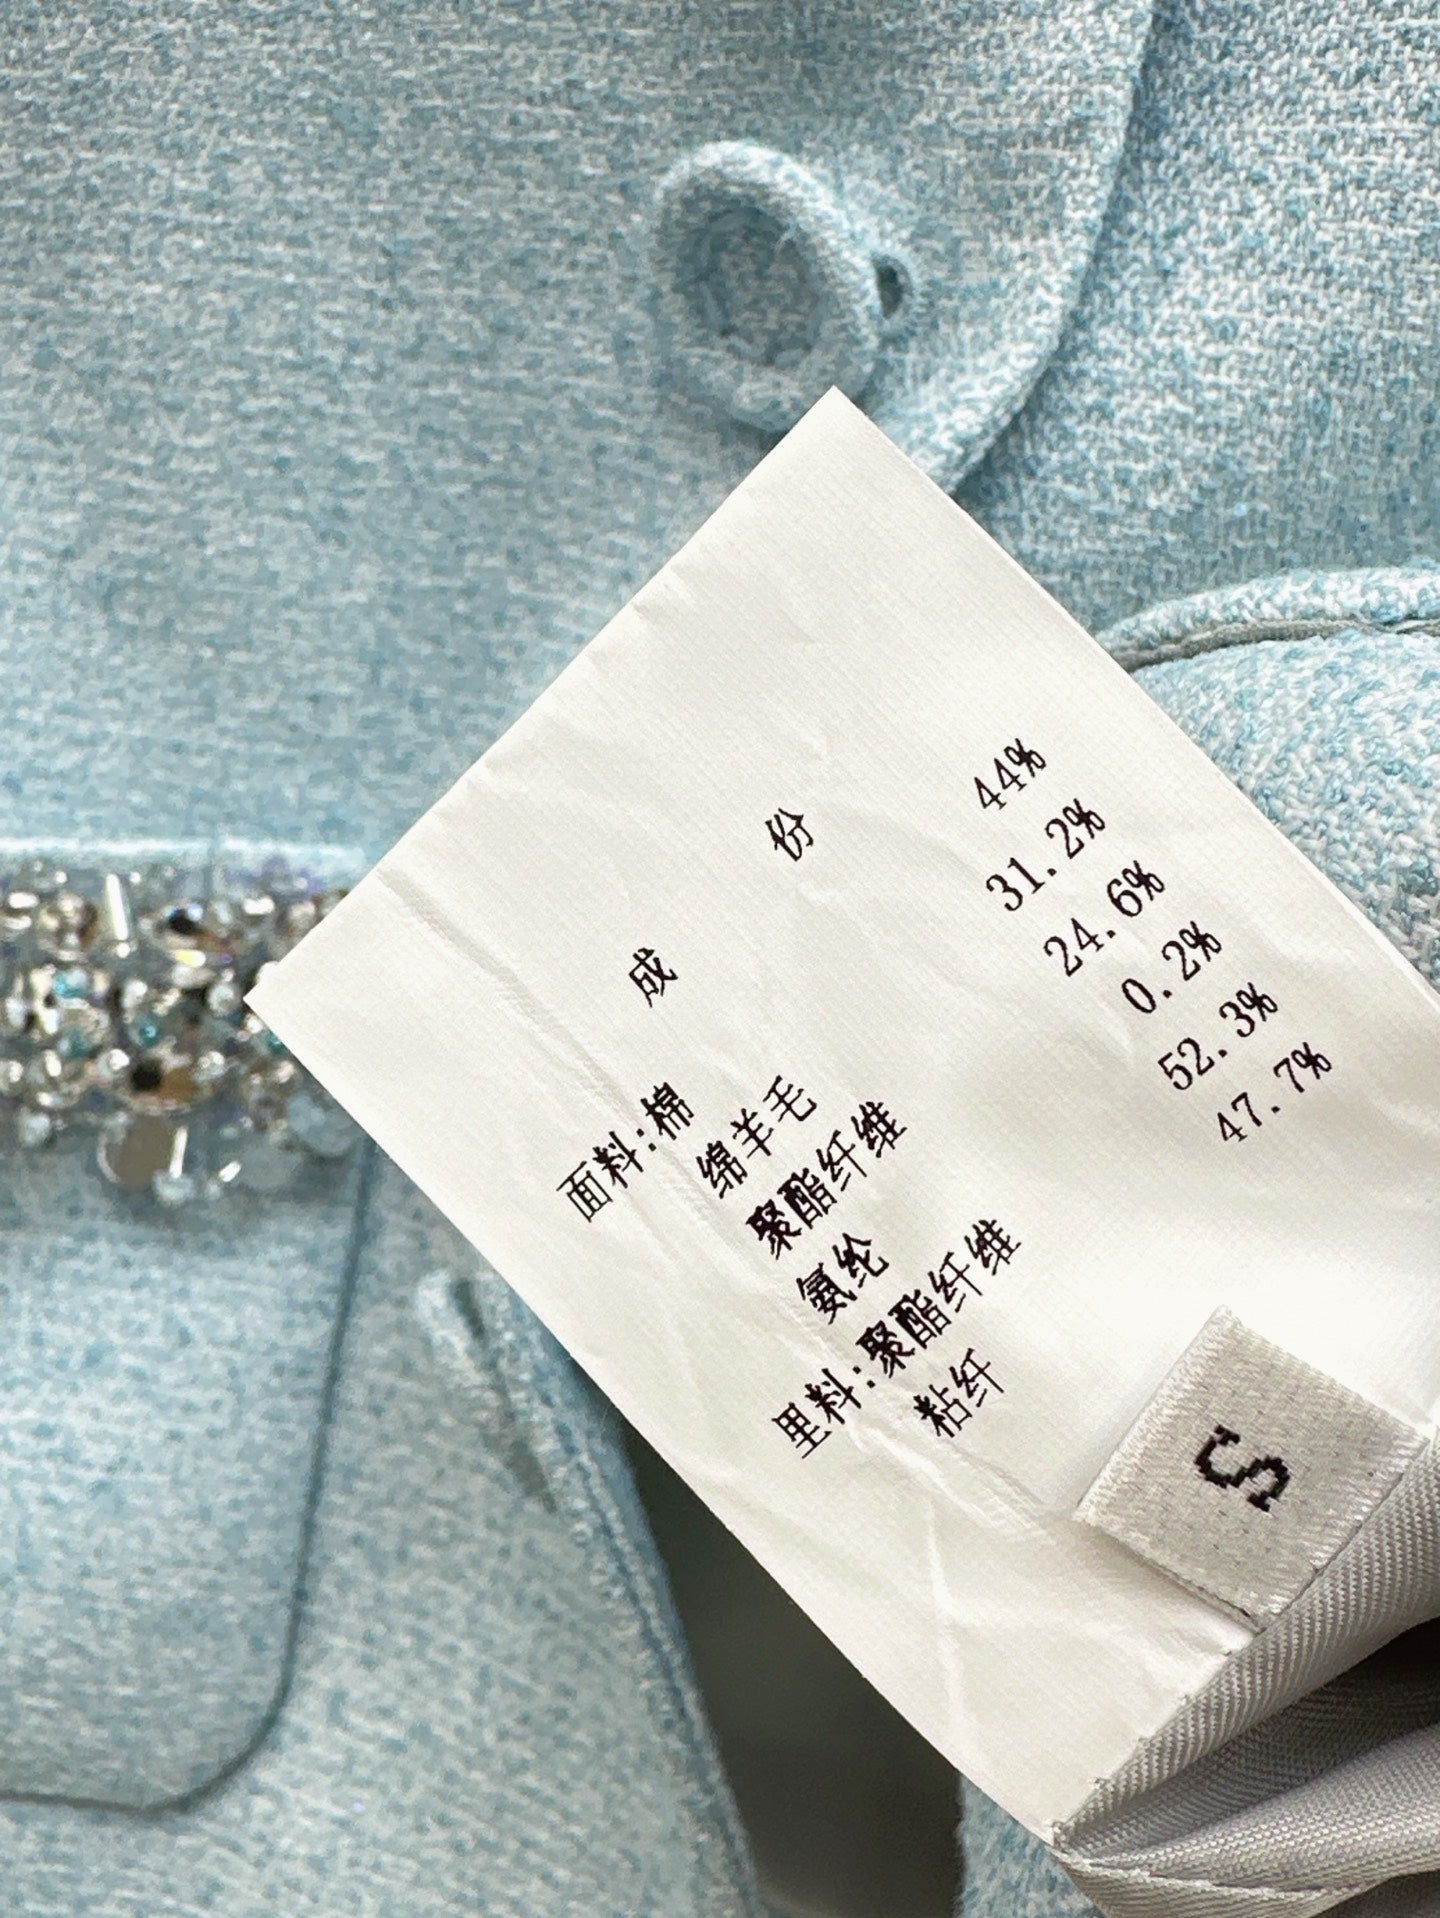 成 份
面料:棉 44%
绵羊毛 31.2%
聚酯纤维 24.6%
氨纶 0.2%
里料:聚酯纤维 52.3%
粘纤 47.7%
S